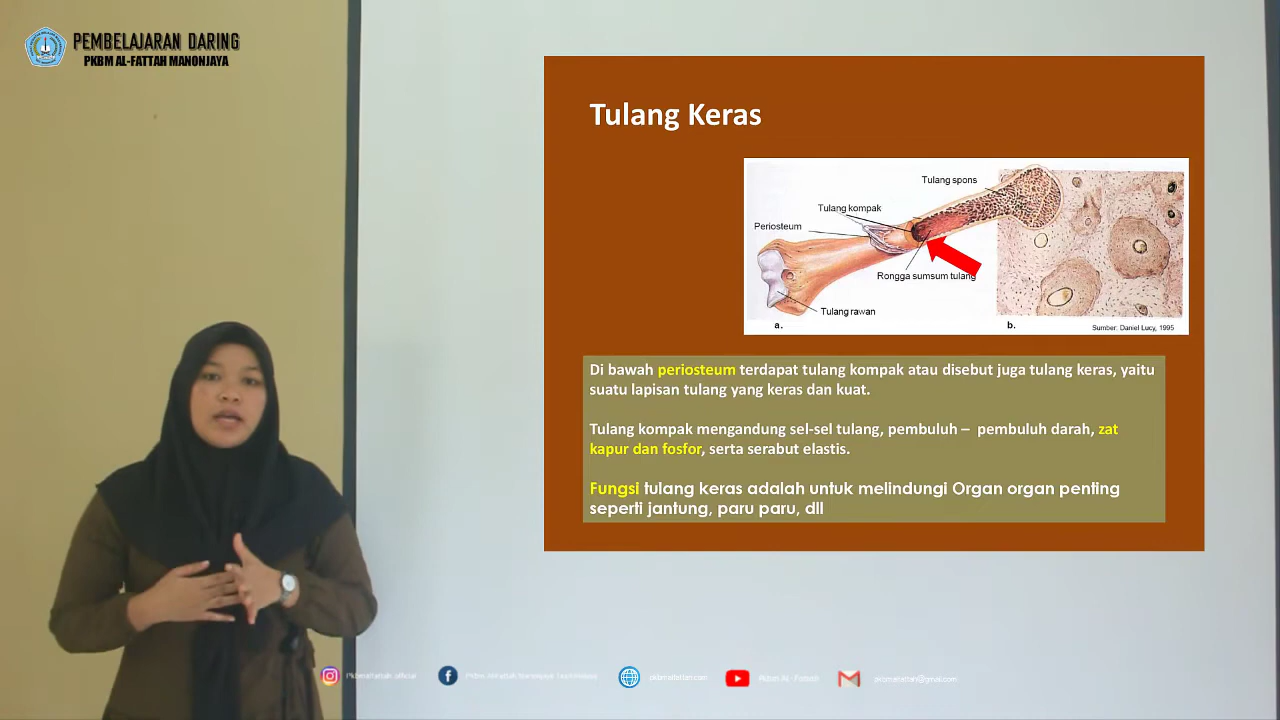 PEMBELAJARAN DARING
PKBM AL-FATTAH MANONJAYA
Tulang Keras
Tulang spons
Tulang kompak
Periosteum
Rongga sumsum tulang
Tulang rawan
a.
b.
Sumber: Daniel Lucy, 1995
Di bawah periosteum terdapat tulang kompak atau disebut juga tulang keras, yaitu
suatu lapisan tulang yang keras dan kuat.
Tulang kompak mengandung sel-sel tulang, pembuluh – pembuluh darah, zat
kapur dan fosfor, serta serabut elastis.
Fungsi tulang keras adalah untuk melindungi Organ organ penting
seperti jantung, paru paru, dll
Pkbm Al - Fattah